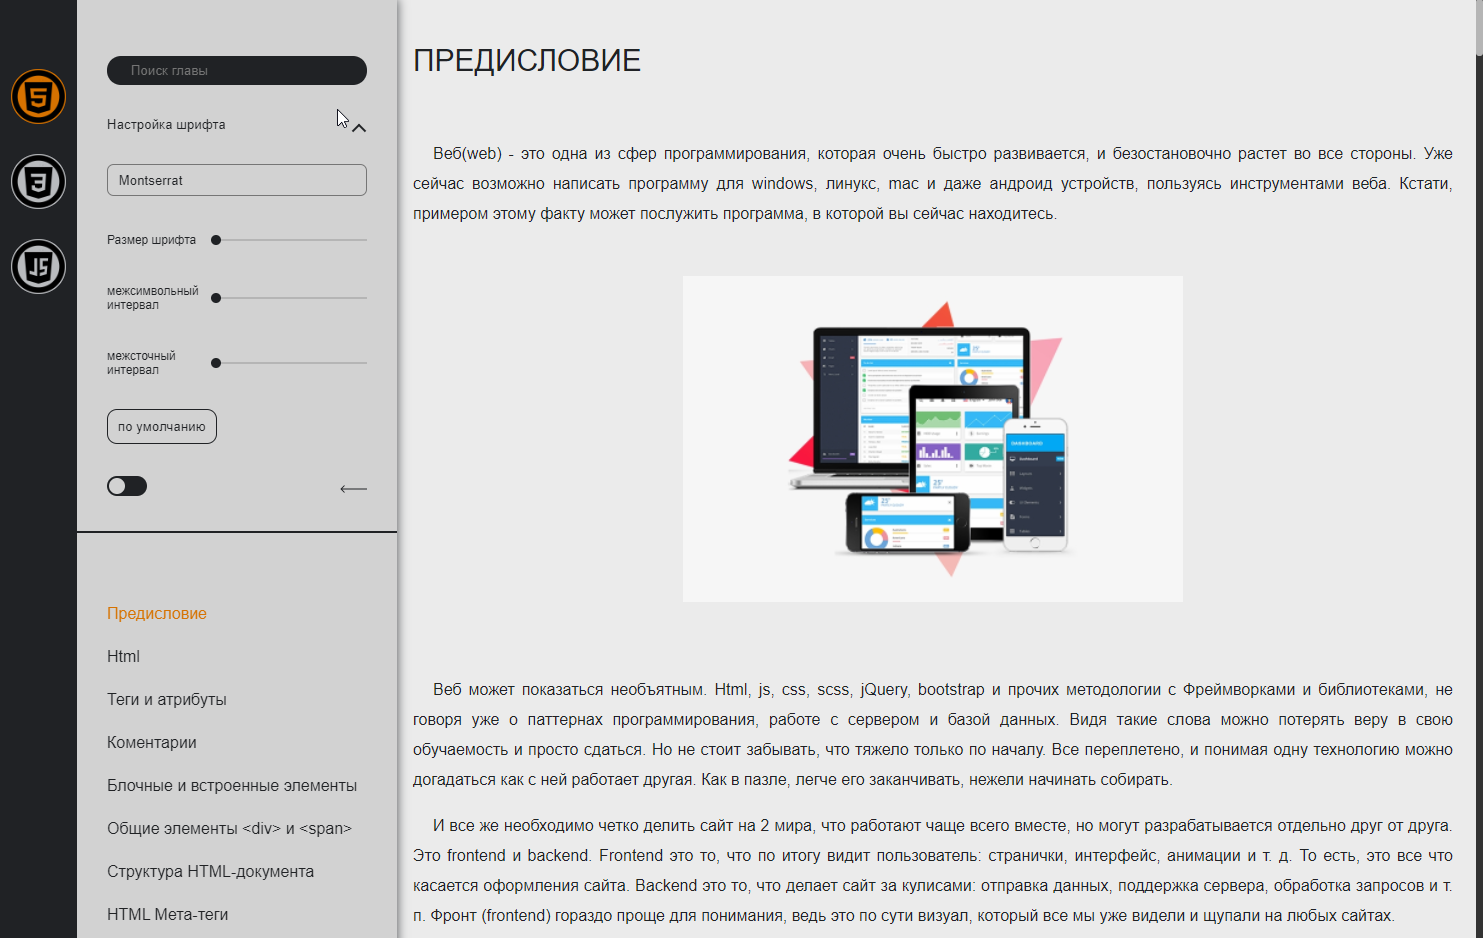 Поиск главы
Настройка шрифта
Montserrat
Размер шрифта
межсимвольный
интервал
межсточный
интервал
по умолчанию
Предисловие
Html
Теги и атрибуты
Коментарии
Блочные и встроенные элементы
Общие элементы <div> и <span>
Структура HTML-документа
HTML Мета-теги
ПРЕДИСЛОВИЕ
Веб(web) - это одна из сфер программирования, которая очень быстро развивается, и безостановочно растет во все стороны. Уже
сейчас возможно написать программу для windows, линукс, mac и даже андроид устройств, пользуясь инструментами веба. Кстати,
примером этому факту может послужить программа, в которой вы сейчас находитесь.
DASHBOARD
Веб может показаться необъятным. Html, js, css, scss, jQuery, bootstrap и прочих методологии с Фреймворками и библиотеками, не
говоря уже о паттернах программирования, работе с сервером и базой данных. Видя такие слова можно потерять веру в свою
обучаемость и просто сдаться. Но не стоит забывать, что тяжело только по началу. Все переплетено, и понимая одну технологию можно
догадаться как с ней работает другая. Как в пазле, легче его заканчивать, нежели начинать собирать.
И все же необходимо четко делить сайт на 2 мира, что работают чаще всего вместе, но могут разрабатывается отдельно друг от друга.
Это frontend и backend. Frontend это то, что по итогу видит пользователь: странички, интерфейс, анимации и т. д. То есть, это все что
касается оформления сайта. Backend это то, что делает сайт за кулисами: отправка данных, поддержка сервера, обработка запросов и т.
п. Фронт (frontend) гораздо проще для понимания, ведь это по сути визуал, который все мы уже видели и щупали на любых сайтах.